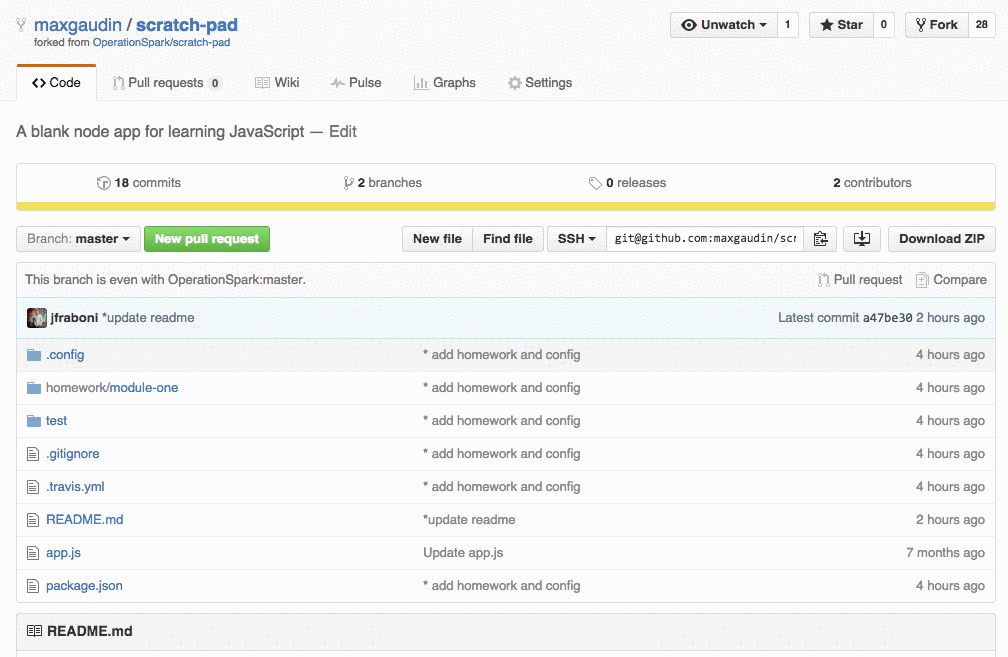 maxgaudin / scratch-pad
forked from OperationSpark/scratch-pad
Unwatch 1 Star 0 Fork 28
Code Pull requests 0 Wiki Pulse Graphs Settings
A blank node app for learning JavaScript — Edit
18 commits 2 branches 0 releases 2 contributors
Branch: master New pull request New file Find file SSH git@github.com:maxgaudin/scr Download ZIP
This branch is even with OperationSpark:master. Pull request Compare
jfraboni *update readme Latest commit a47be30 2 hours ago
.config * add homework and config 4 hours ago
homework/module-one * add homework and config 4 hours ago
test * add homework and config 4 hours ago
.gitignore * add homework and config 4 hours ago
.travis.yml * add homework and config 4 hours ago
README.md *update readme 2 hours ago
app.js Update app.js 7 months ago
package.json * add homework and config 4 hours ago
README.md